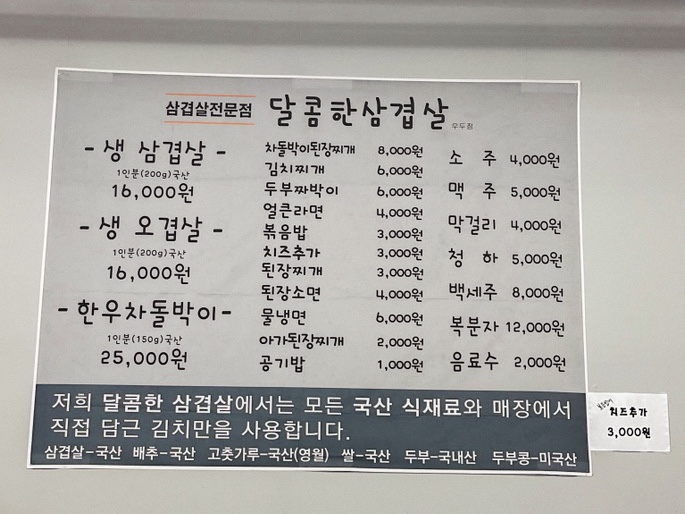 삼겹살전문점 달콤한삼겹살 우두점
- 생 삼겹살 -
1인분(200g)국산
16,000원
- 생 오겹살 -
1인분(200g)국산
16,000원
- 한우차돌박이 -
1인분(150g)국산
25,000원
차돌박이된장찌개 8,000원
김치찌개 6,000원
두부짜박이 6,000원
얼큰라면 4,000원
볶음밥 3,000원
치즈추가 3,000원
된장찌개 3,000원
된장소면 4,000원
물냉면 6,000원
아가된장찌개 2,000원
공기밥 1,000원
소 주 4,000원
맥 주 5,000원
막걸리 4,000원
청 하 5,000원
백세주 8,000원
복분자 12,000원
음료수 2,000원
저희 달콤한 삼겹살에서는 모든 국산 식재료와 매장에서
직접 담근 김치만을 사용합니다.
삼겹살-국산 배추-국산 고춧가루-국산(영월) 쌀-국산 두부-국내산 두부콩-미국산
치즈추가
3,000원